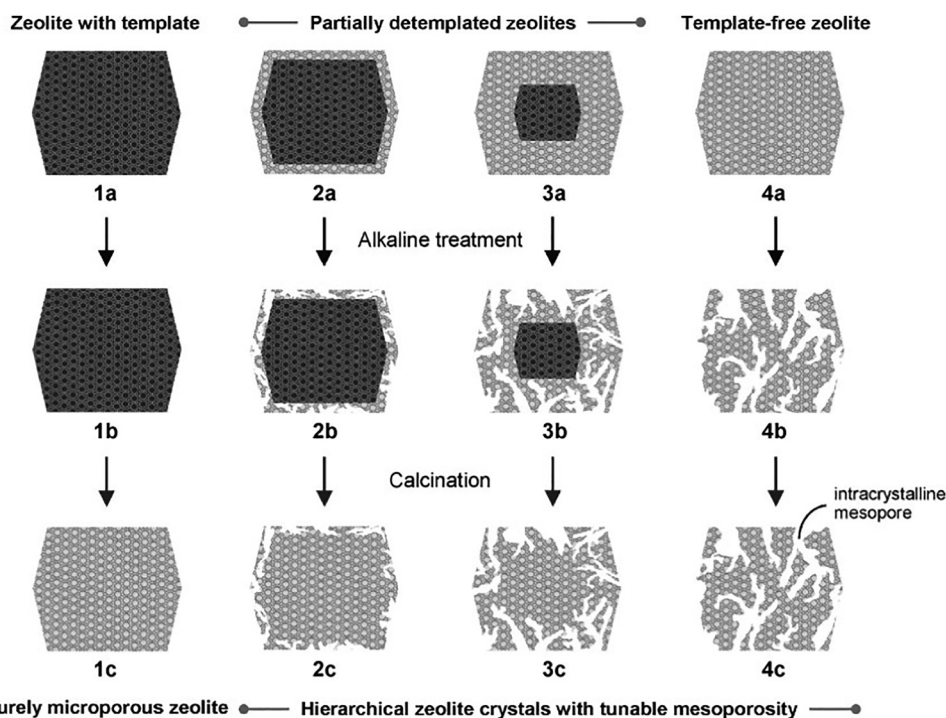 Zeolite with template
Partially detemplated zeolites
Template-free zeolite
1a
2a
3a
4a
Alkaline treatment
1b
2b
3b
4b
Calcination
intracrystalline
mesopore
1c
2c
3c
4c
urely microporous zeolite
Hierarchical zeolite crystals with tunable mesoporosity